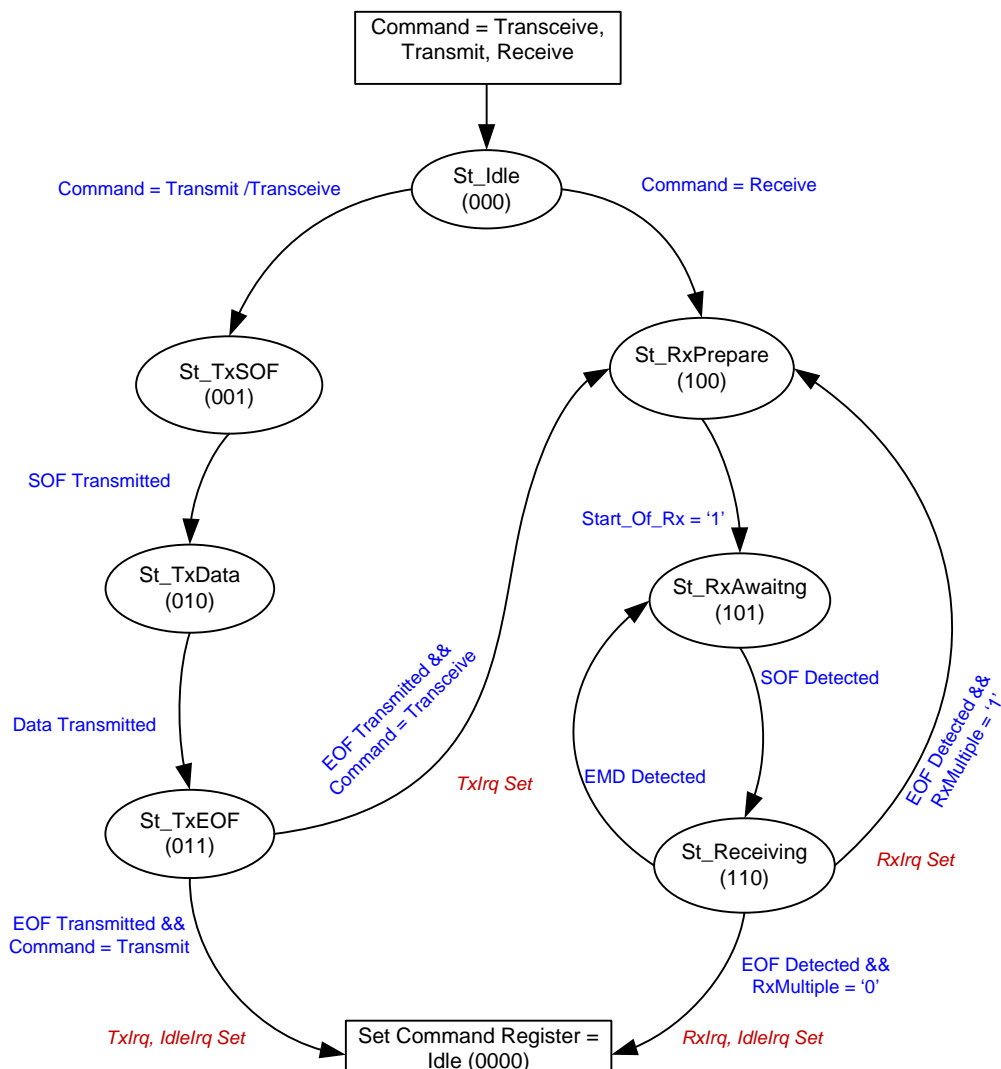 Command = Transceive,
Transmit, Receive
St_Idle
(000)
Command = Transmit /Transceive
Command = Receive
St_TxSOF
(001)
St_RxPrepare
(100)
SOF Transmitted
Start_Of_Rx = ‘1’
St_TxData
(010)
St_RxAwaitng
(101)
SOF Detected
Data Transmitted
EOF Transmitted &&
Command = Transceive
TxIrq Set
EMD Detected
EOF Detected &&
RxMultiple = ‘1’
RxIrq Set
St_TxEOF
(011)
St_Receiving
(110)
EOF Transmitted &&
Command = Transmit
EOF Detected &&
RxMultiple = ‘0’
TxIrq, IdleIrq Set
Set Command Register =
Idle (0000)
RxIrq, IdleIrq Set